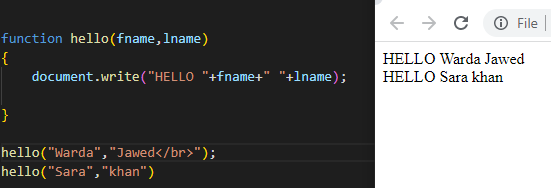 function hello(fname,lname)
{
document.write("HELLO "+fname+" "+lname);
}
hello("Warda","Jawed</br>");
hello("Sara","khan")
File
HELLO Warda Jawed
HELLO Sara khan